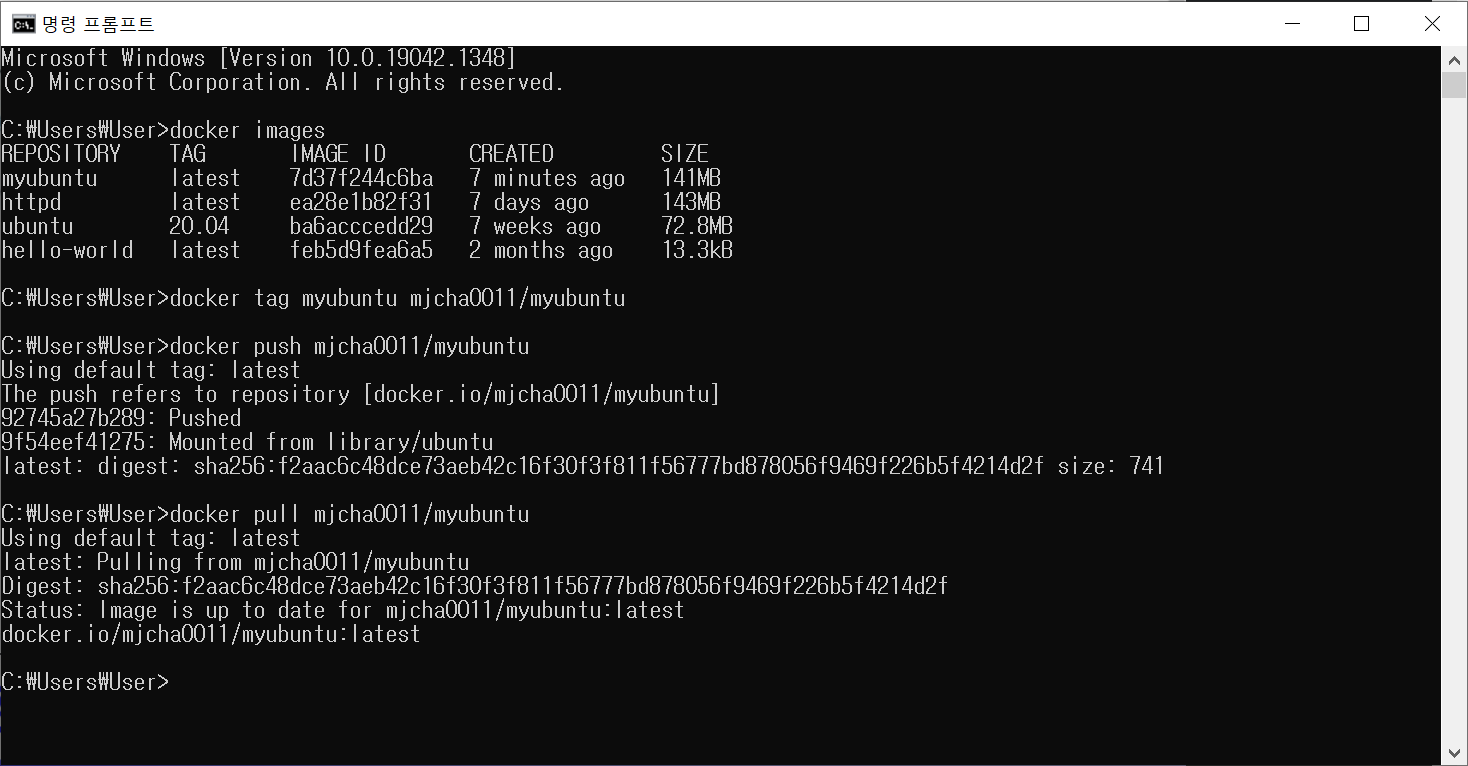 명령 프롬프트
Microsoft Windows [Version 10.0.19042.1348]
(c) Microsoft Corporation. All rights reserved.
C:₩Users₩User>docker images
REPOSITORY TAG IMAGE ID CREATED SIZE
myubuntu latest 7d37f244c6ba 7 minutes ago 141MB
httpd latest ea28e1b82f31 7 days ago 143MB
ubuntu 20.04 ba6acccedd29 7 weeks ago 72.8MB
hello-world latest feb5d9fea6a5 2 months ago 13.3kB
C:₩Users₩User>docker tag myubuntu mjcha0011/myubuntu
C:₩Users₩User>docker push mjcha0011/myubuntu
Using default tag: latest
The push refers to repository [docker.io/mjcha0011/myubuntu]
92745a27b289: Pushed
9f54eef41275: Mounted from library/ubuntu
latest: digest: sha256:f2aac6c48dce73aeb42c16f30f3f811f56777bd878056f9469f226b5f4214d2f size: 741
C:₩Users₩User>docker pull mjcha0011/myubuntu
Using default tag: latest
latest: Pulling from mjcha0011/myubuntu
Digest: sha256:f2aac6c48dce73aeb42c16f30f3f811f56777bd878056f9469f226b5f4214d2f
Status: Image is up to date for mjcha0011/myubuntu:latest
docker.io/mjcha0011/myubuntu:latest
C:₩Users₩User>